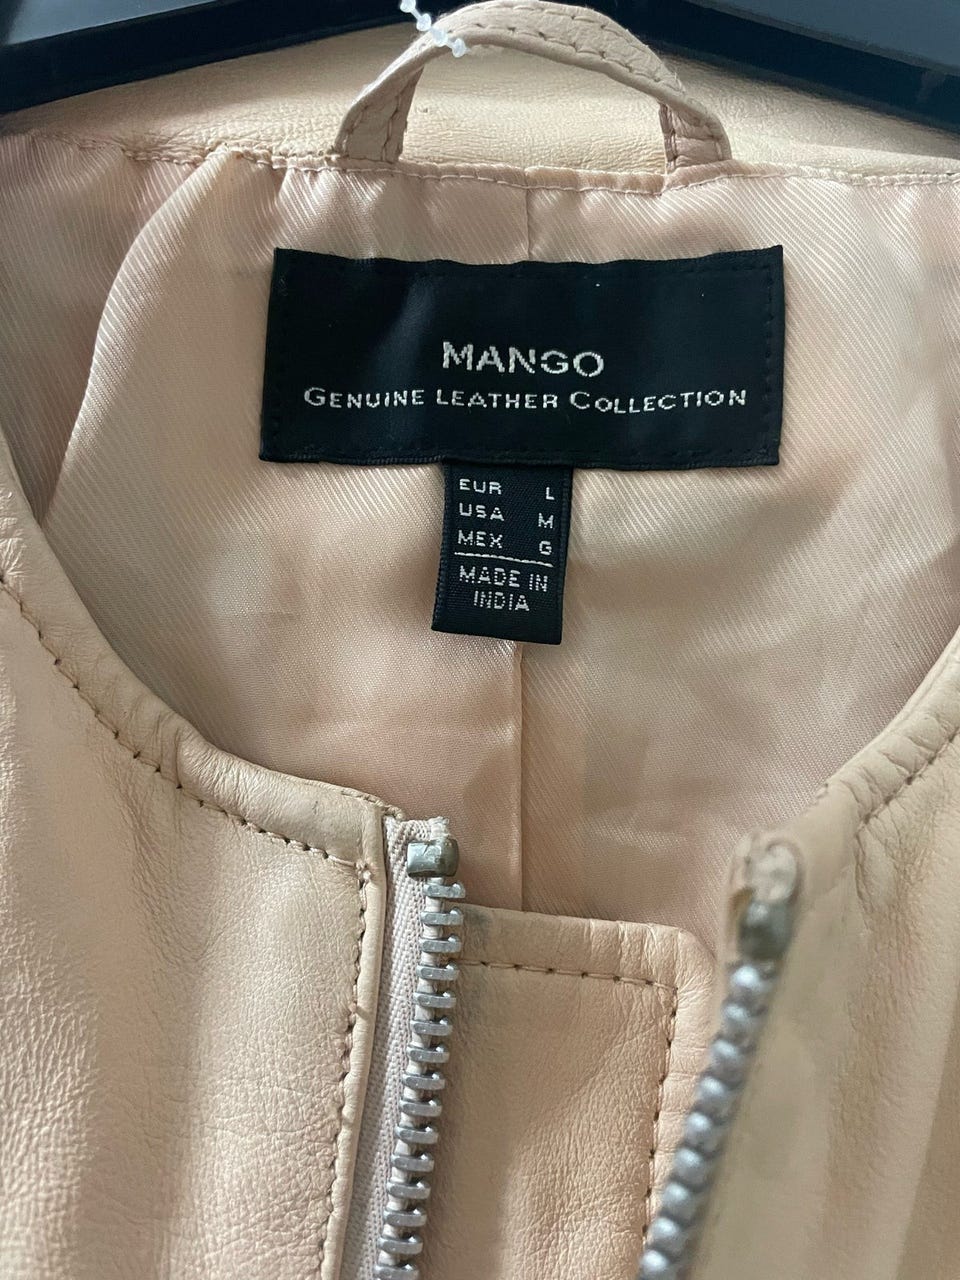 MANGO
GENUINE LEATHER COLLECTION
EUR L
USA M
MEX G
MADE IN
INDIA